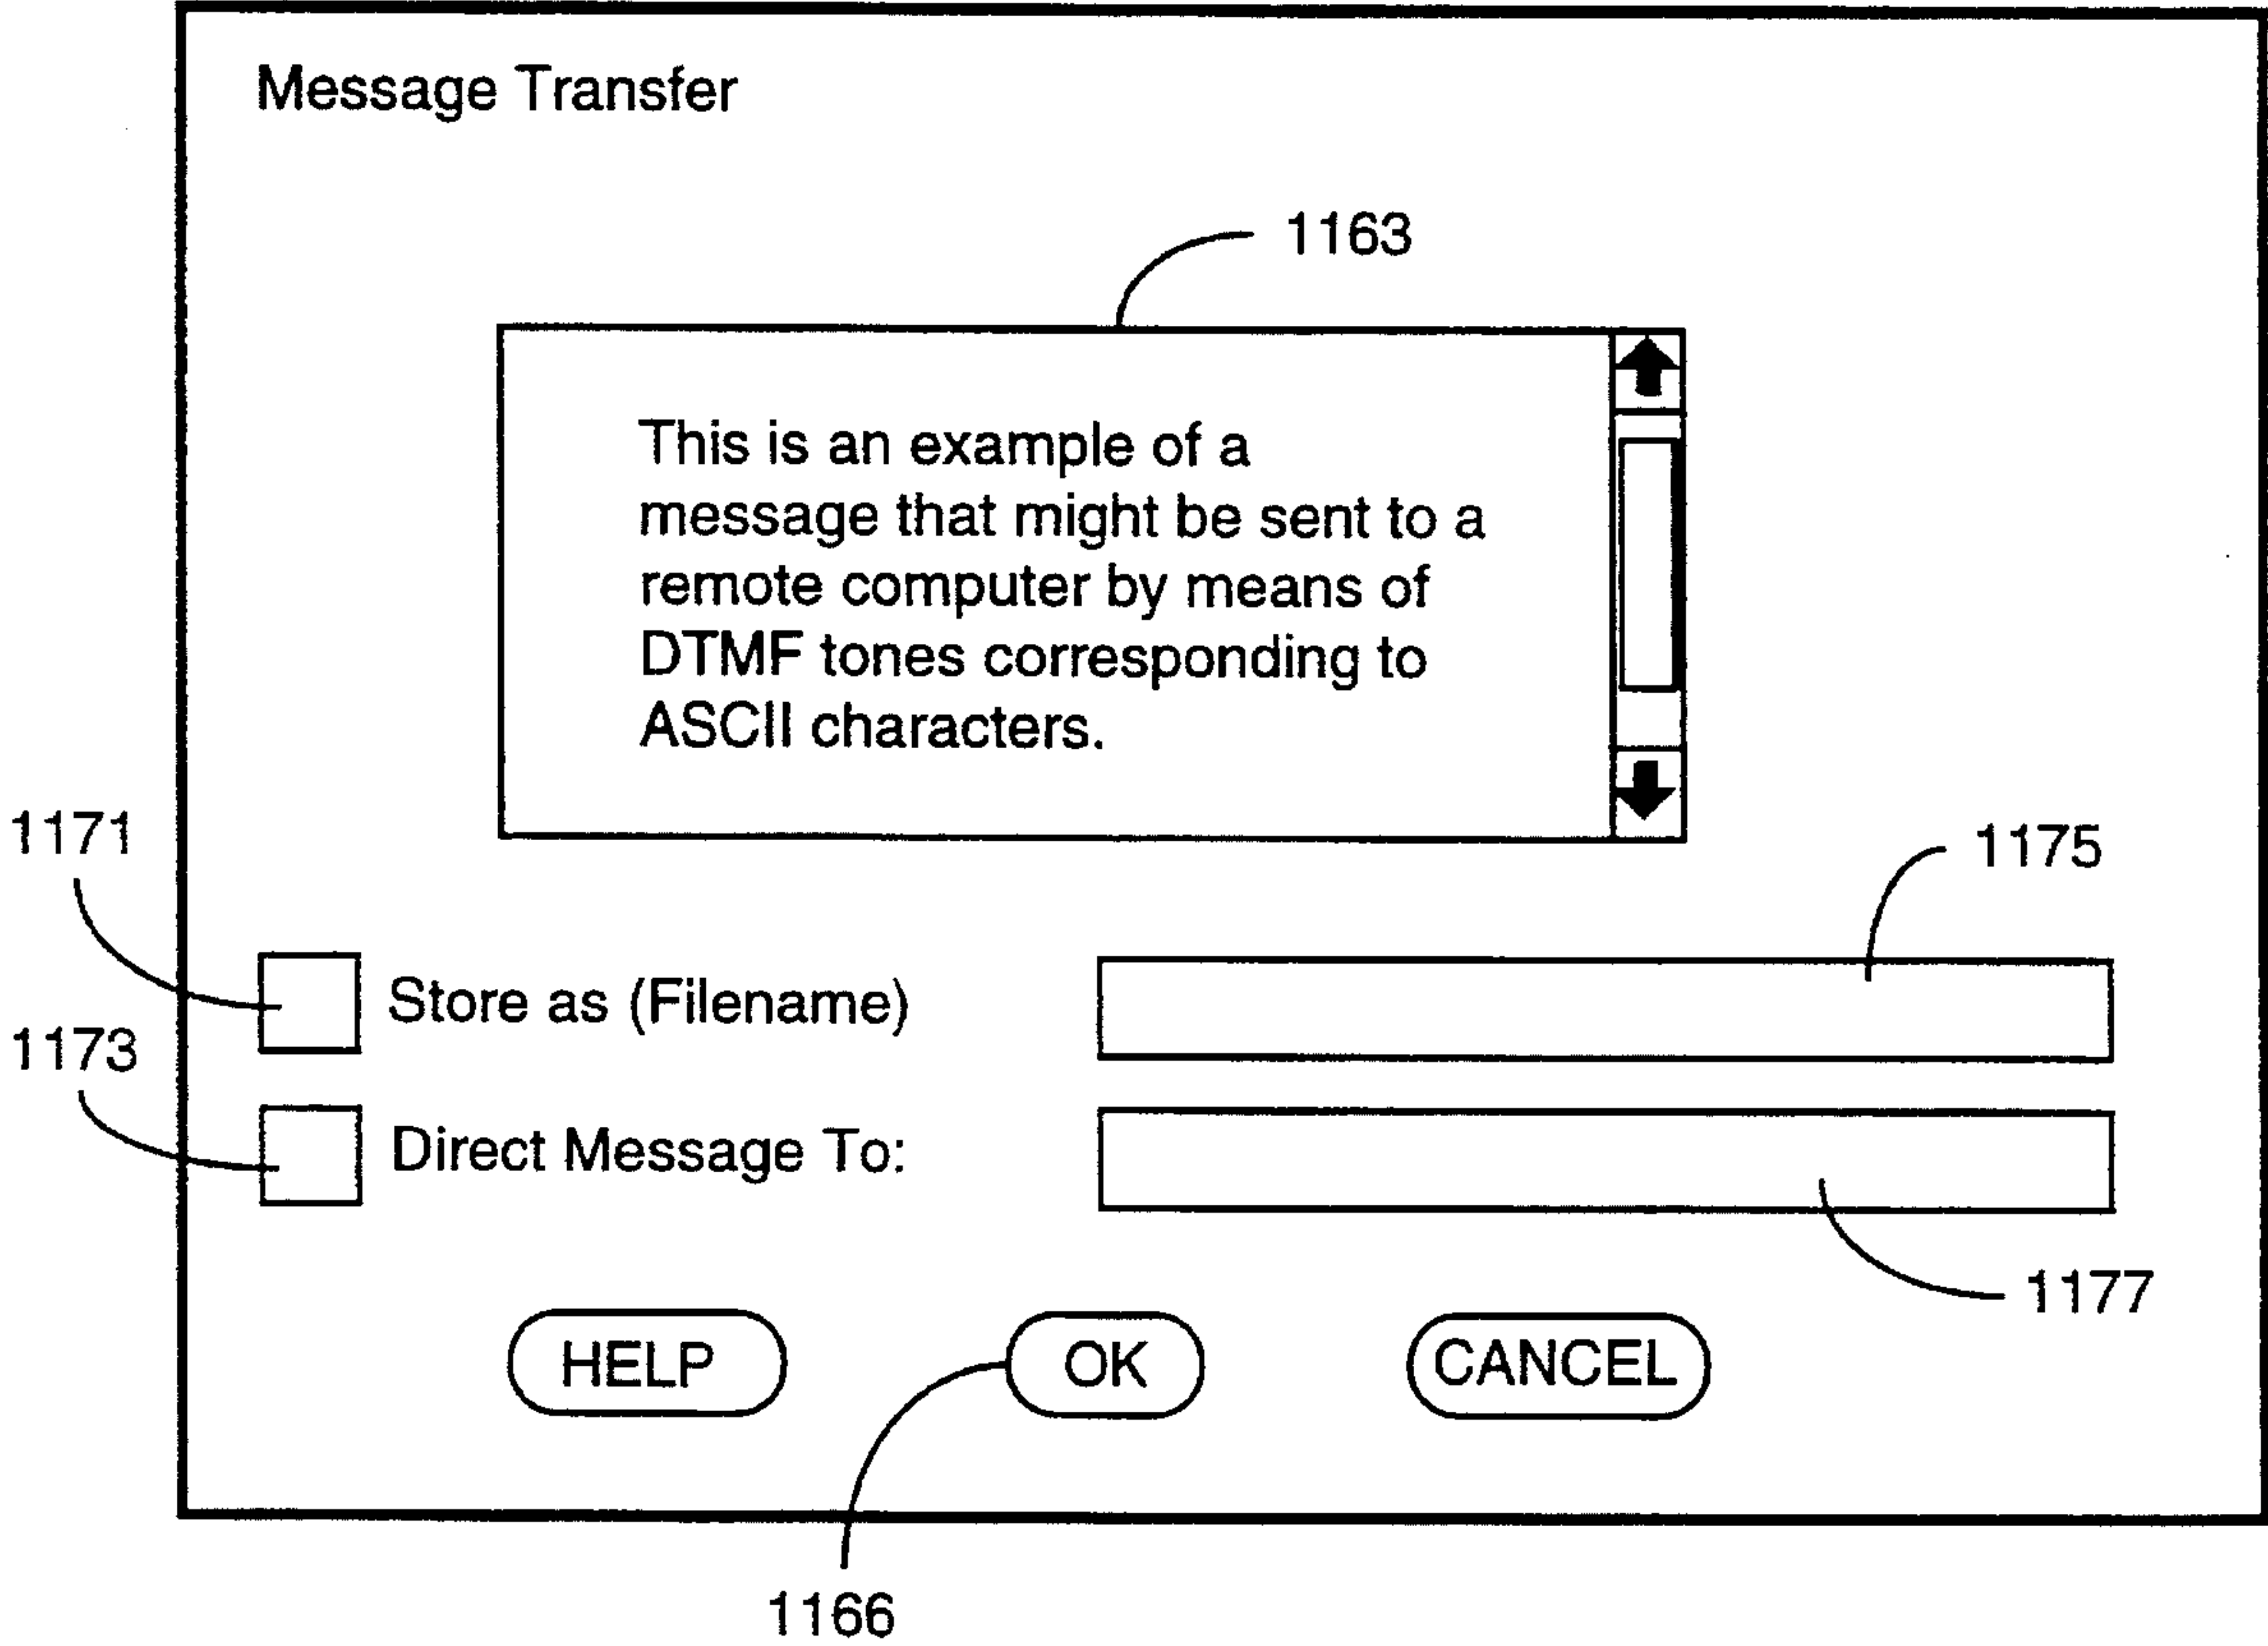 Message Transfer
1163
This is an example of a
message that might be sent to a
remote computer by means of
DTMF tones corresponding to
ASCII characters.
1171
1175
Store as (Filename)
1173
Direct Message To:
1177
HELP OK CANCEL
1166